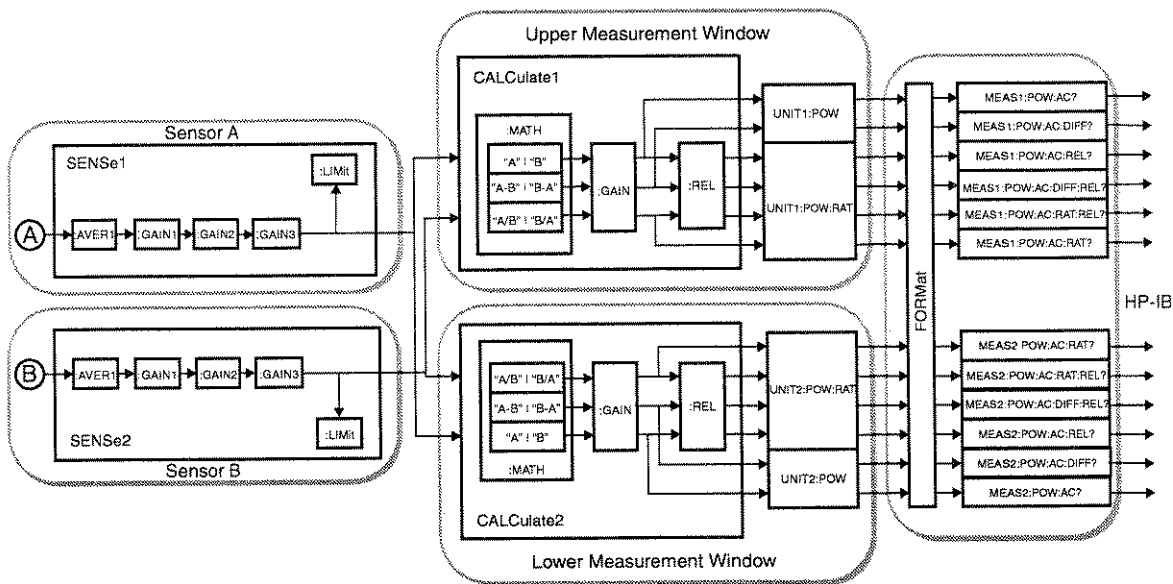 Upper Measurement Window
CALCulate1
:MATH
"A" | "B"
"A-B" | "B-A"
"A/B" | "B/A"
:GAIN
:REL
UNIT1:POW
UNIT1:POW:RAT
Sensor A
SENSe1
:LIMit
A
:AVER1
:GAIN1
:GAIN2
:GAIN3
B
:AVER1
:GAIN1
:GAIN2
:GAIN3
:LIMit
SENSe2
Sensor B
"A/B" | "B/A"
"A-B" | "B-A"
"A" | "B"
:MATH
:GAIN
:REL
UNIT2:POW:RAT
UNIT2:POW
CALCulate2
Lower Measurement Window
FORMat
MEAS1:POW:AC?
MEAS1:POW:AC:DIFF?
MEAS1:POW:AC:REL?
MEAS1:POW:AC:DIFF:REL?
MEAS1:POW:AC:RAT:REL?
MEAS1:POW:AC:RAT?
HP-IB
MEAS2:POW:AC:RAT?
MEAS2:POW:AC:RAT:REL?
MEAS2:POW:AC:DIFF:REL?
MEAS2:POW:AC:REL?
MEAS2:POW:AC:DIFF?
MEAS2:POW:AC?